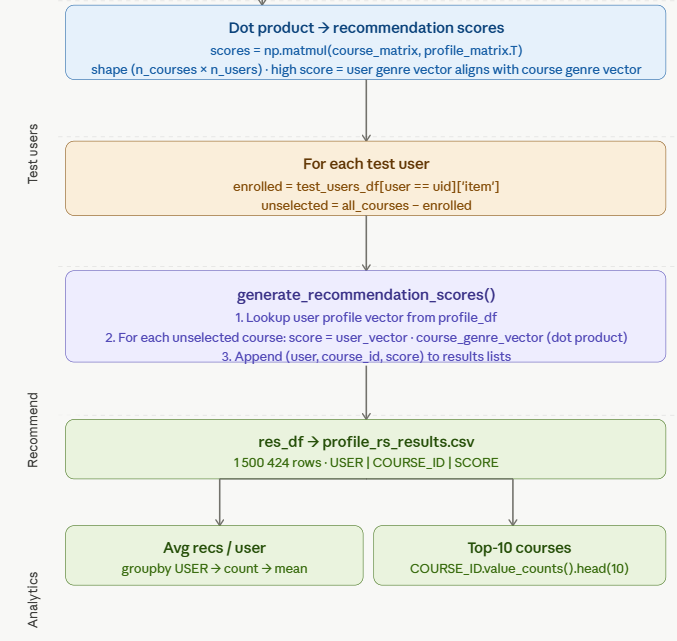 Dot product → recommendation scores
scores = np.matmul(course_matrix, profile_matrix.T)
shape (n_courses × n_users) · high score = user genre vector aligns with course genre vector
Test users
For each test user
enrolled = test_users_df[user == uid]['item']
unselected = all_courses − enrolled
generate_recommendation_scores()
1. Lookup user profile vector from profile_df
2. For each unselected course: score = user_vector · course_genre_vector (dot product)
3. Append (user, course_id, score) to results lists
Recommend
res_df → profile_rs_results.csv
1 500 424 rows · USER | COURSE_ID | SCORE
Analytics
Avg recs / user
groupby USER → count → mean
Top-10 courses
COURSE_ID.value_counts().head(10)